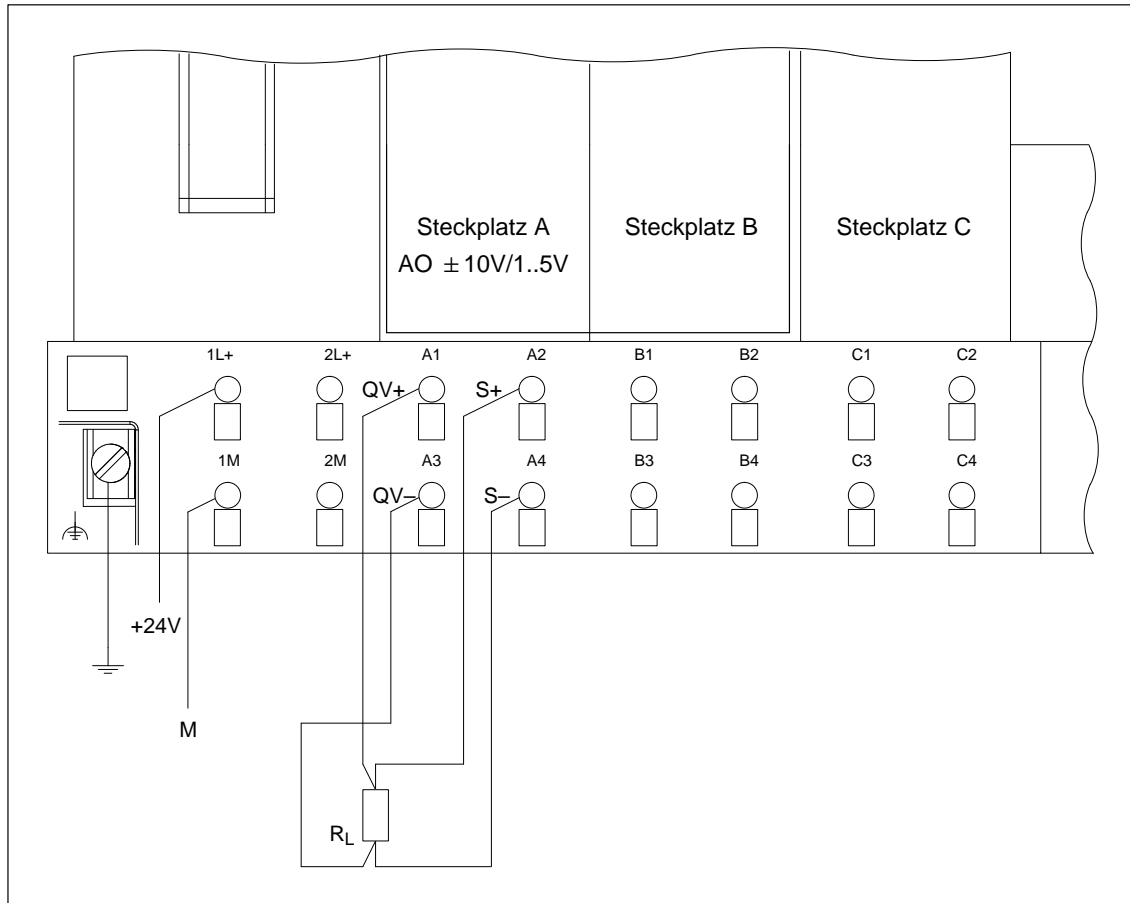 Steckplatz A Steckplatz B Steckplatz C
AO ±10V/1..5V
1L+ 2L+ A1 A2 B1 B2 C1 C2
QV+ S+
1M 2M A3 A4 B3 B4 C3 C4
QV– S–
+24V
M
RL